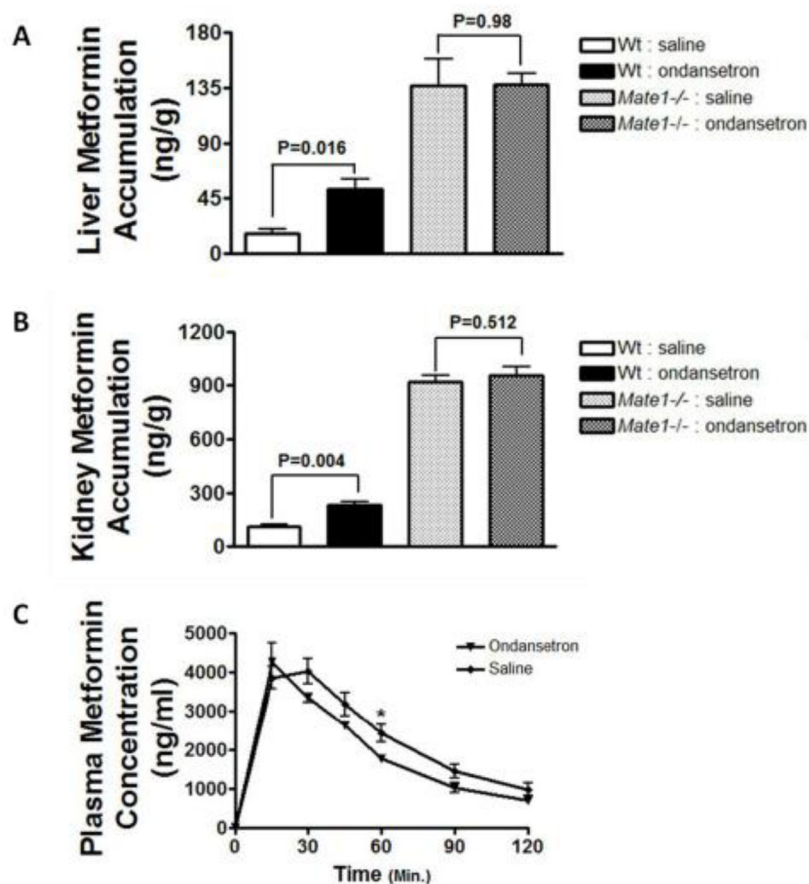 A
Liver Metformin
Accumulation
(ng/g)
180
135
90
45
0
P=0.016
P=0.98
Wt : saline
Wt : ondansetron
Mate1-/- : saline
Mate1-/- : ondansetron
B
Kidney Metformin
Accumulation
(ng/g)
1200
900
600
300
0
P=0.004
P=0.512
Wt : saline
Wt : ondansetron
Mate1-/- : saline
Mate1-/- : ondansetron
C
Plasma Metformin
Concentration
(ng/ml)
5000
4000
3000
2000
1000
0
*
Ondansetron
Saline
0 30 60 90 120
Time (Min.)